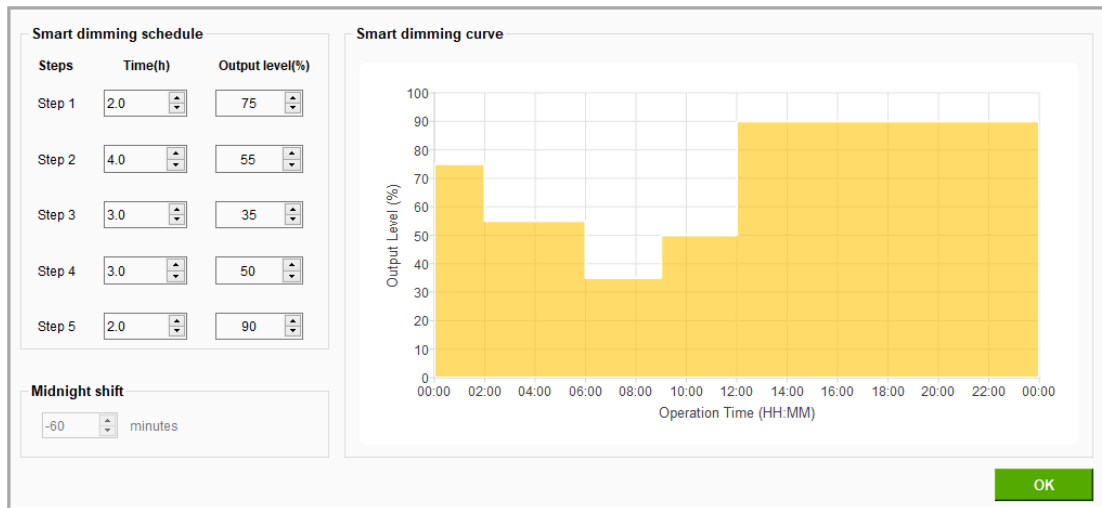 Smart dimming schedule
Steps Time(h) Output level(%)
Step 1 2.0 75
Step 2 4.0 55
Step 3 3.0 35
Step 4 3.0 50
Step 5 2.0 90
Midnight shift
-60 minutes
Smart dimming curve
100
90
80
70
60
50
40
30
20
10
0
Output Level (%)
00:00 02:00 04:00 06:00 08:00 10:00 12:00 14:00 16:00 18:00 20:00 22:00 00:00
Operation Time (HH:MM)
OK